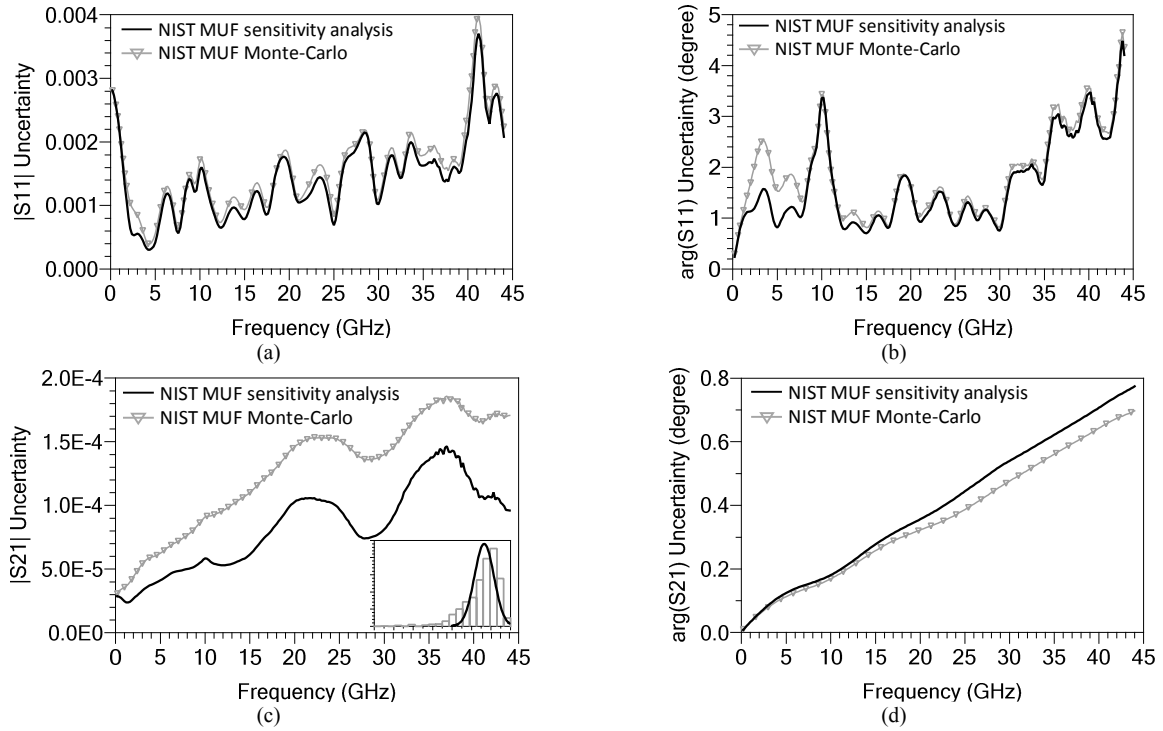 0.004
0.003
0.002
0.001
0.000
|S11| Uncertainty
NIST MUF sensitivity analysis
NIST MUF Monte-Carlo
0 5 10 15 20 25 30 35 40 45
Frequency (GHz)
(a)
5
4
3
2
1
0
arg(S11) Uncertainty (degree)
NIST MUF sensitivity analysis
NIST MUF Monte-Carlo
0 5 10 15 20 25 30 35 40 45
Frequency (GHz)
(b)
2.0E-4
1.5E-4
1.0E-4
5.0E-5
0.0E0
|S21| Uncertainty
NIST MUF sensitivity analysis
NIST MUF Monte-Carlo
0 5 10 15 20 25 30 35 40 45
Frequency (GHz)
(c)
0.8
0.6
0.4
0.2
0.0
arg(S21) Uncertainty (degree)
NIST MUF sensitivity analysis
NIST MUF Monte-Carlo
0 5 10 15 20 25 30 35 40 45
Frequency (GHz)
(d)